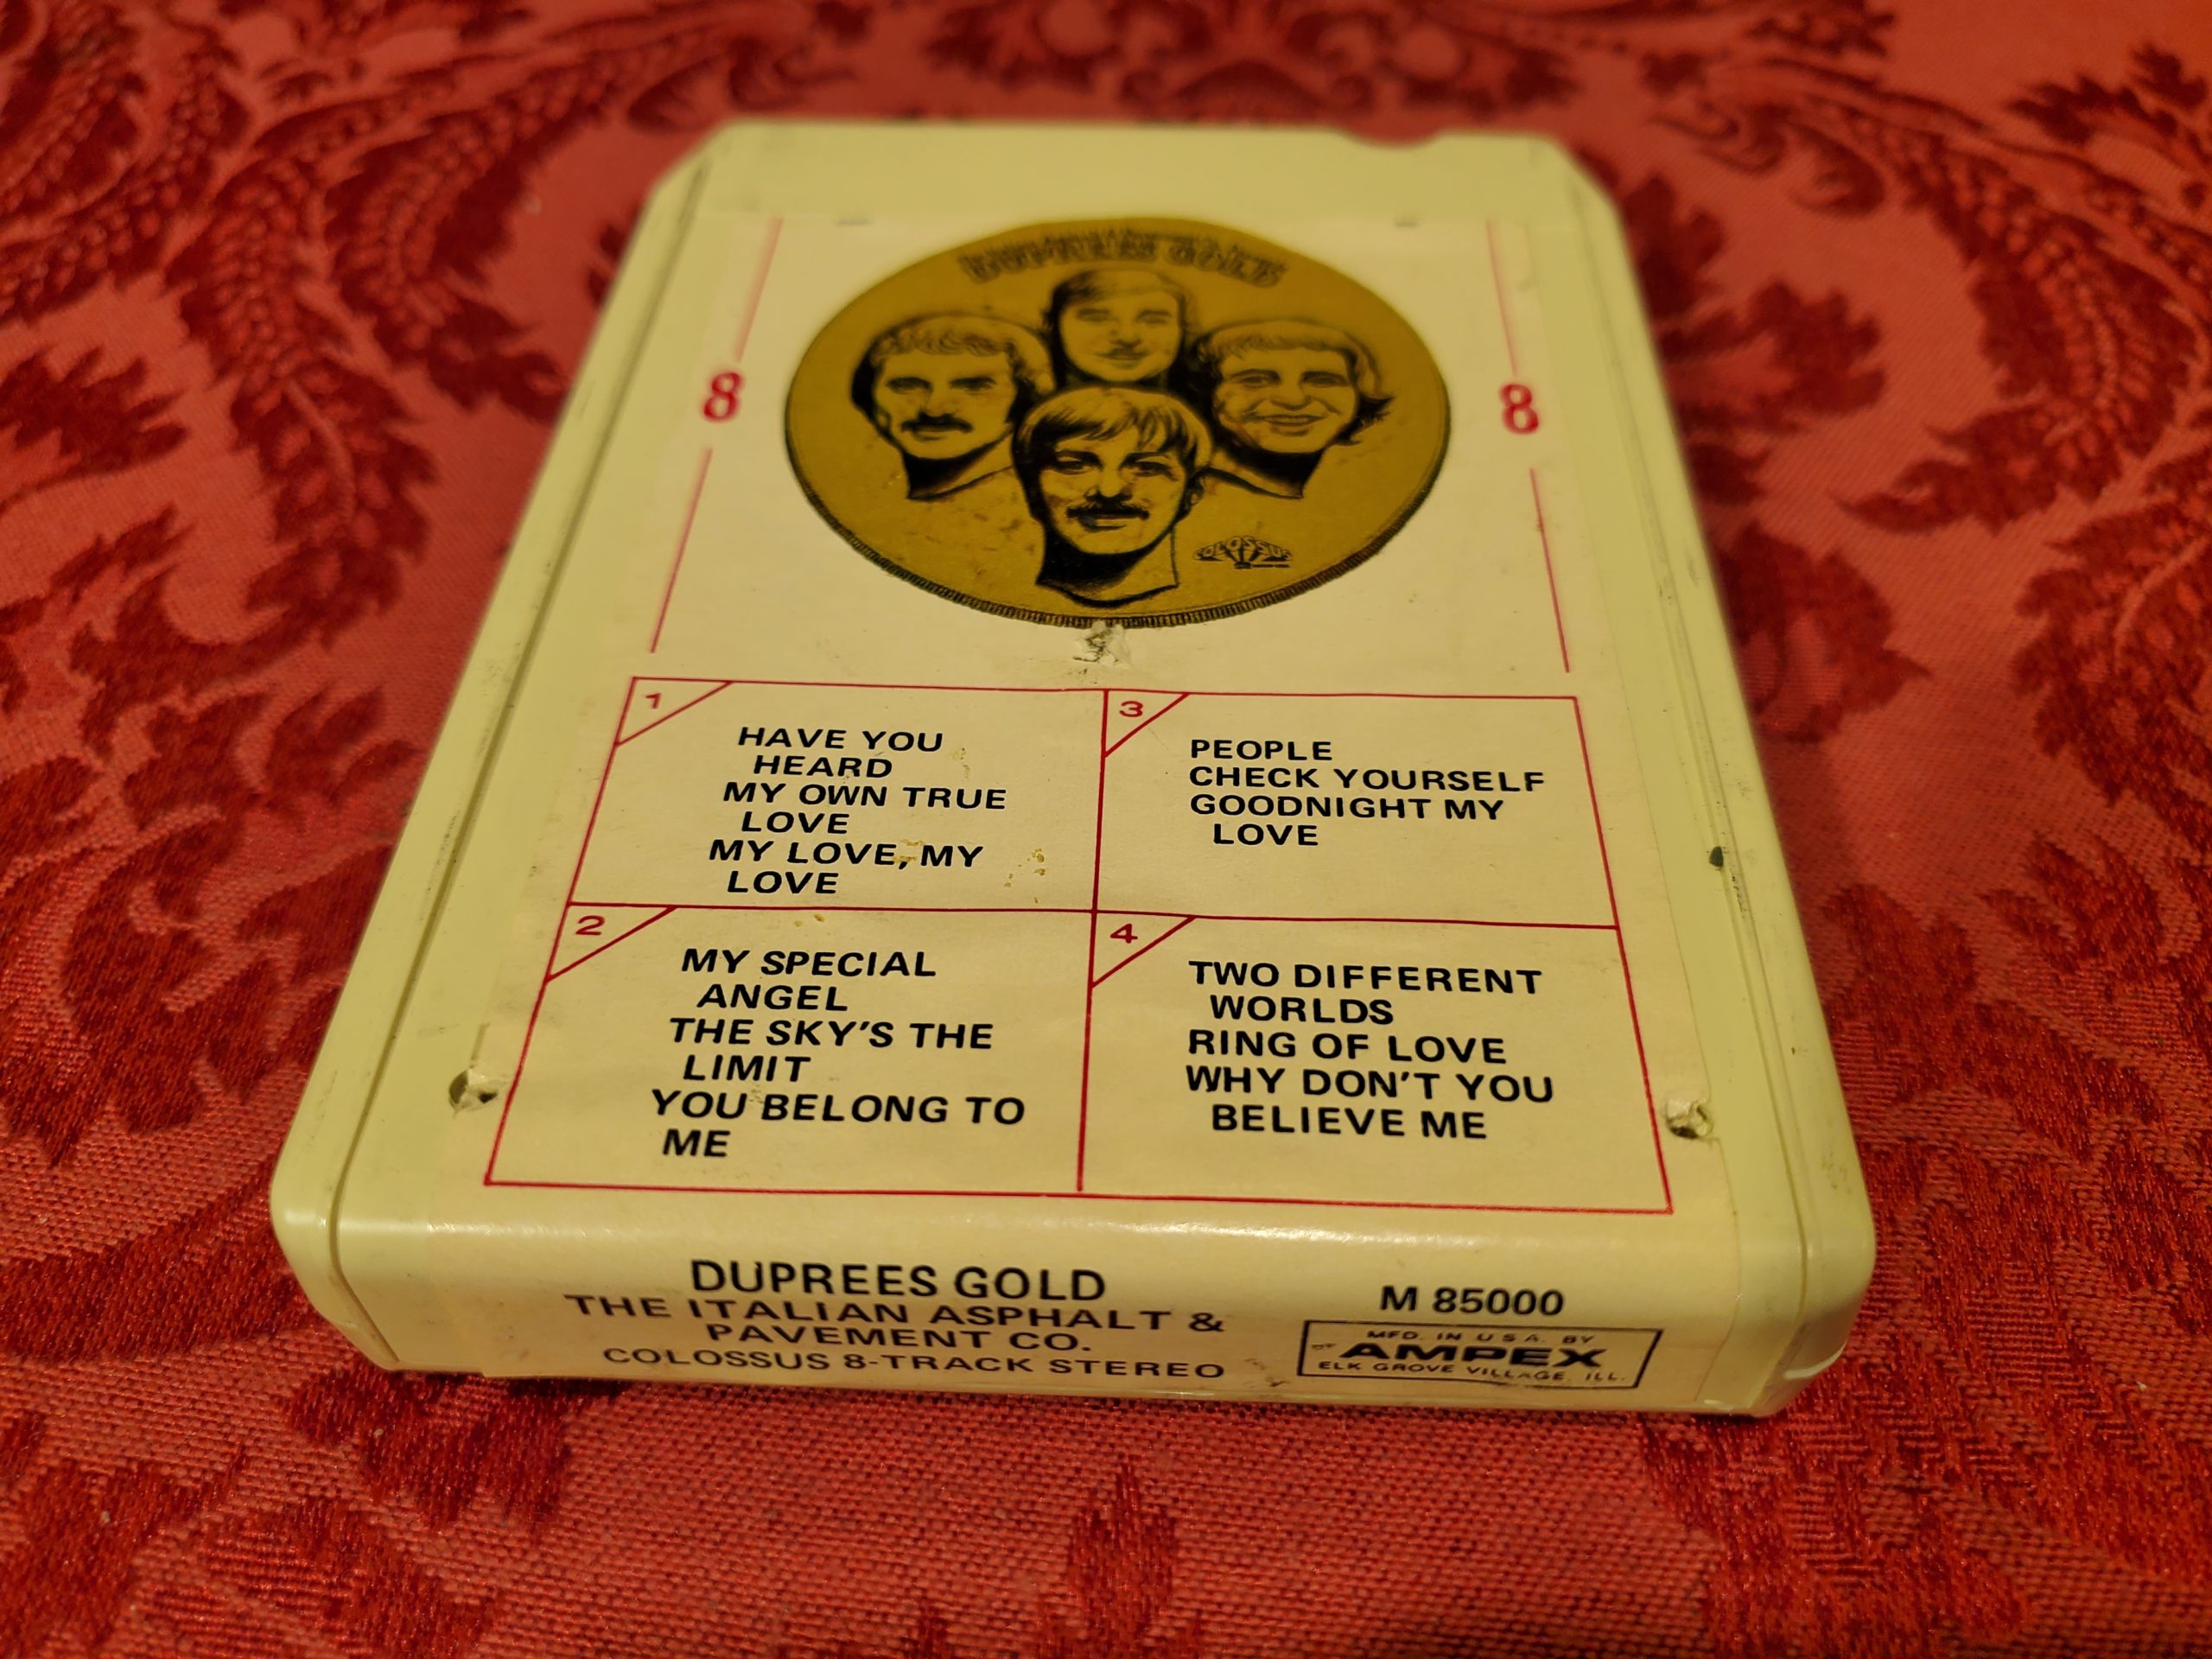 DUPREES GOLD
8
8
COLOSSUS
1
HAVE YOU
HEARD
MY OWN TRUE
LOVE
MY LOVE, MY
LOVE
2
MY SPECIAL
ANGEL
THE SKY'S THE
LIMIT
YOU BELONG TO
ME
3
PEOPLE
CHECK YOURSELF
GOODNIGHT MY
LOVE
4
TWO DIFFERENT
WORLDS
RING OF LOVE
WHY DON'T YOU
BELIEVE ME
DUPREES GOLD
THE ITALIAN ASPHALT &
PAVEMENT CO.
COLOSSUS 8-TRACK STEREO
M 85000
MFD. IN U.S.A. BY
AMPEX
ELK GROVE VILLAGE, ILL.